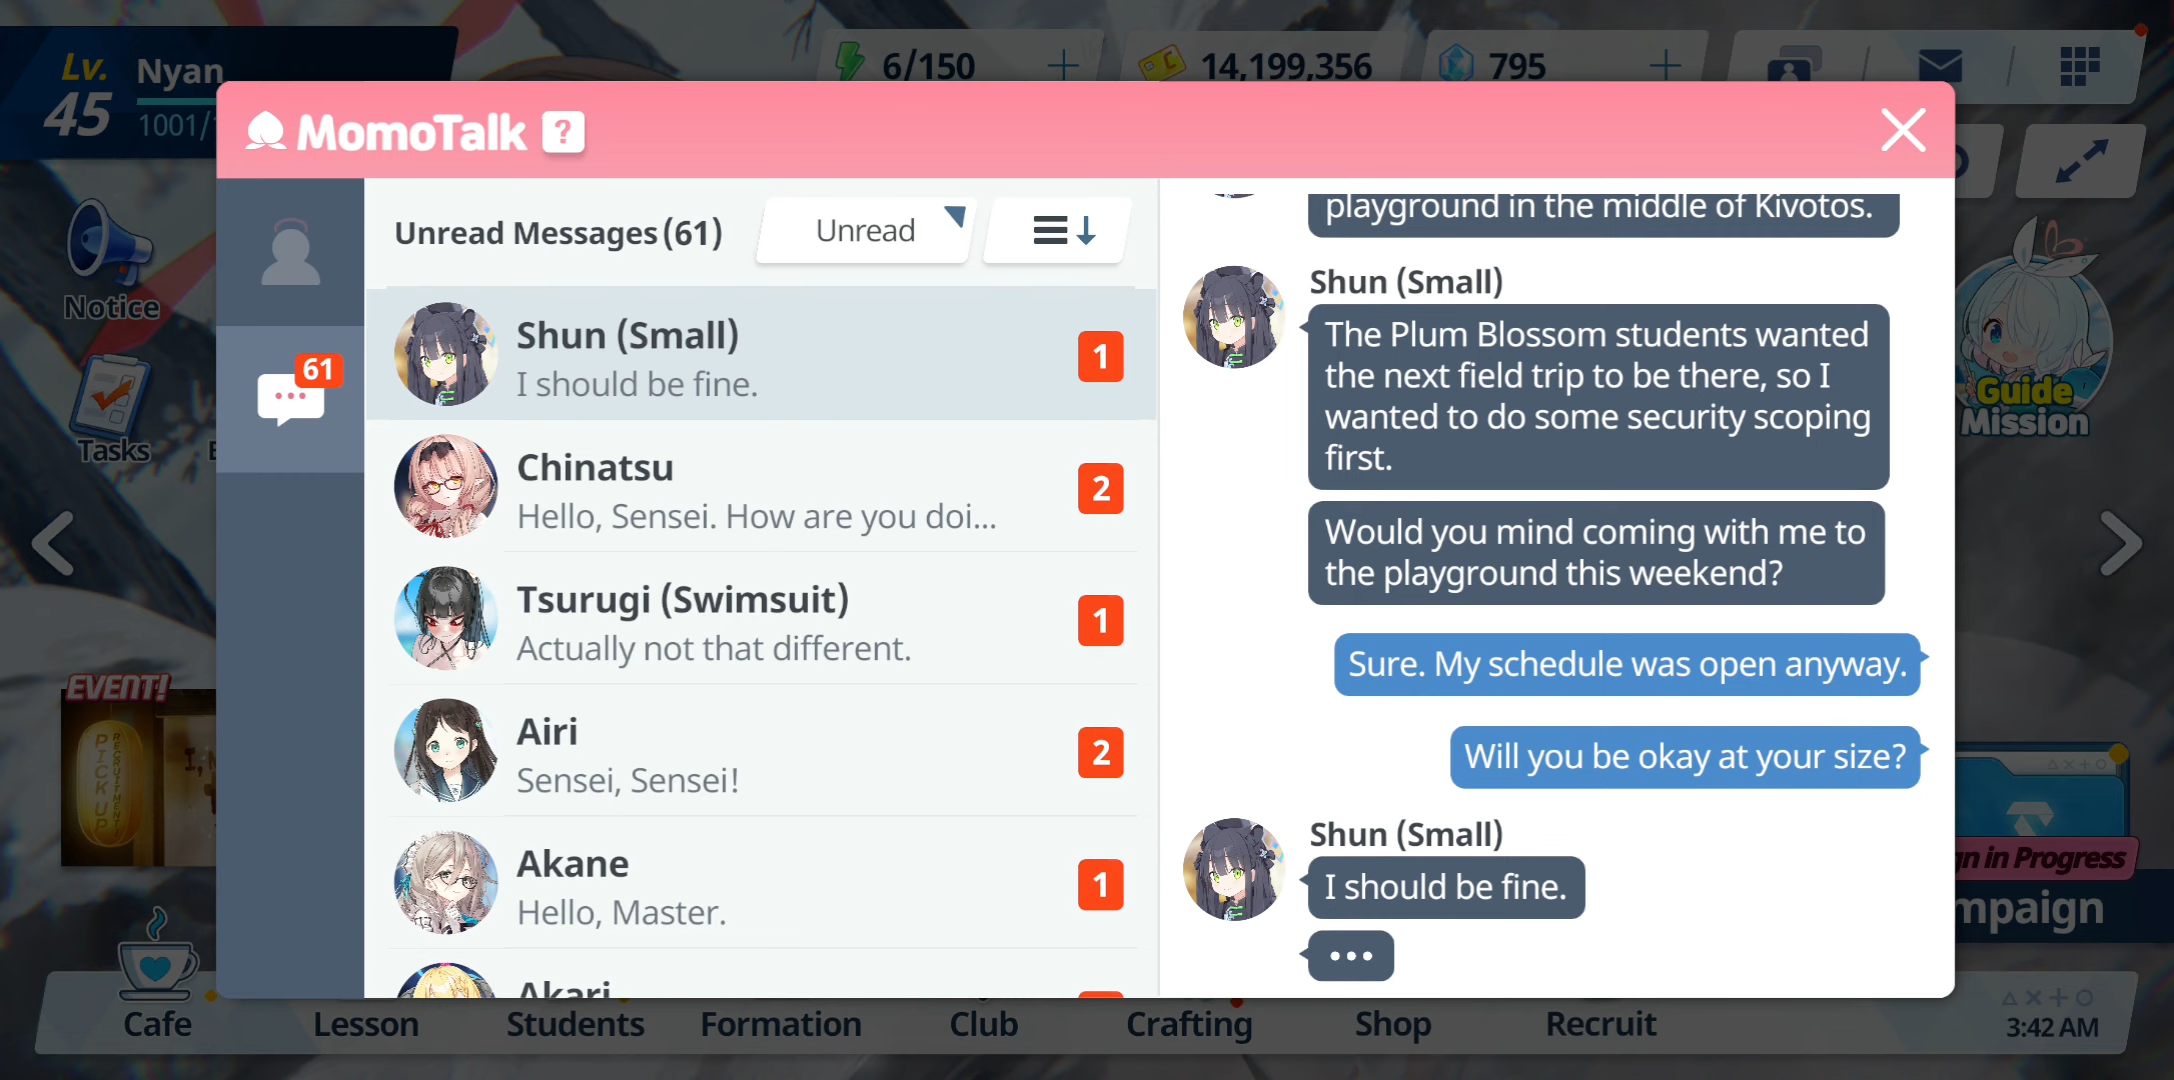 Lv.
45
Nyan
1001/
6/150
14,199,356
795
MomoTalk
?
Notice
Tasks
EVENT!
PICK UP
RECRUITMENT
61
Unread Messages (61)
Unread
Shun (Small)
I should be fine.
1
Chinatsu
Hello, Sensei. How are you doi...
2
Tsurugi (Swimsuit)
Actually not that different.
1
Airi
Sensei, Sensei!
2
Akane
Hello, Master.
1
Akari
playground in the middle of Kivotos.
Shun (Small)
The Plum Blossom students wanted
the next field trip to be there, so I
wanted to do some security scoping
first.
Would you mind coming with me to
the playground this weekend?
Sure. My schedule was open anyway.
Will you be okay at your size?
Shun (Small)
I should be fine.
...
Guide
Mission
gn in Progress
mpaign
Cafe
Lesson
Students
Formation
Club
Crafting
Shop
Recruit
3:42 AM